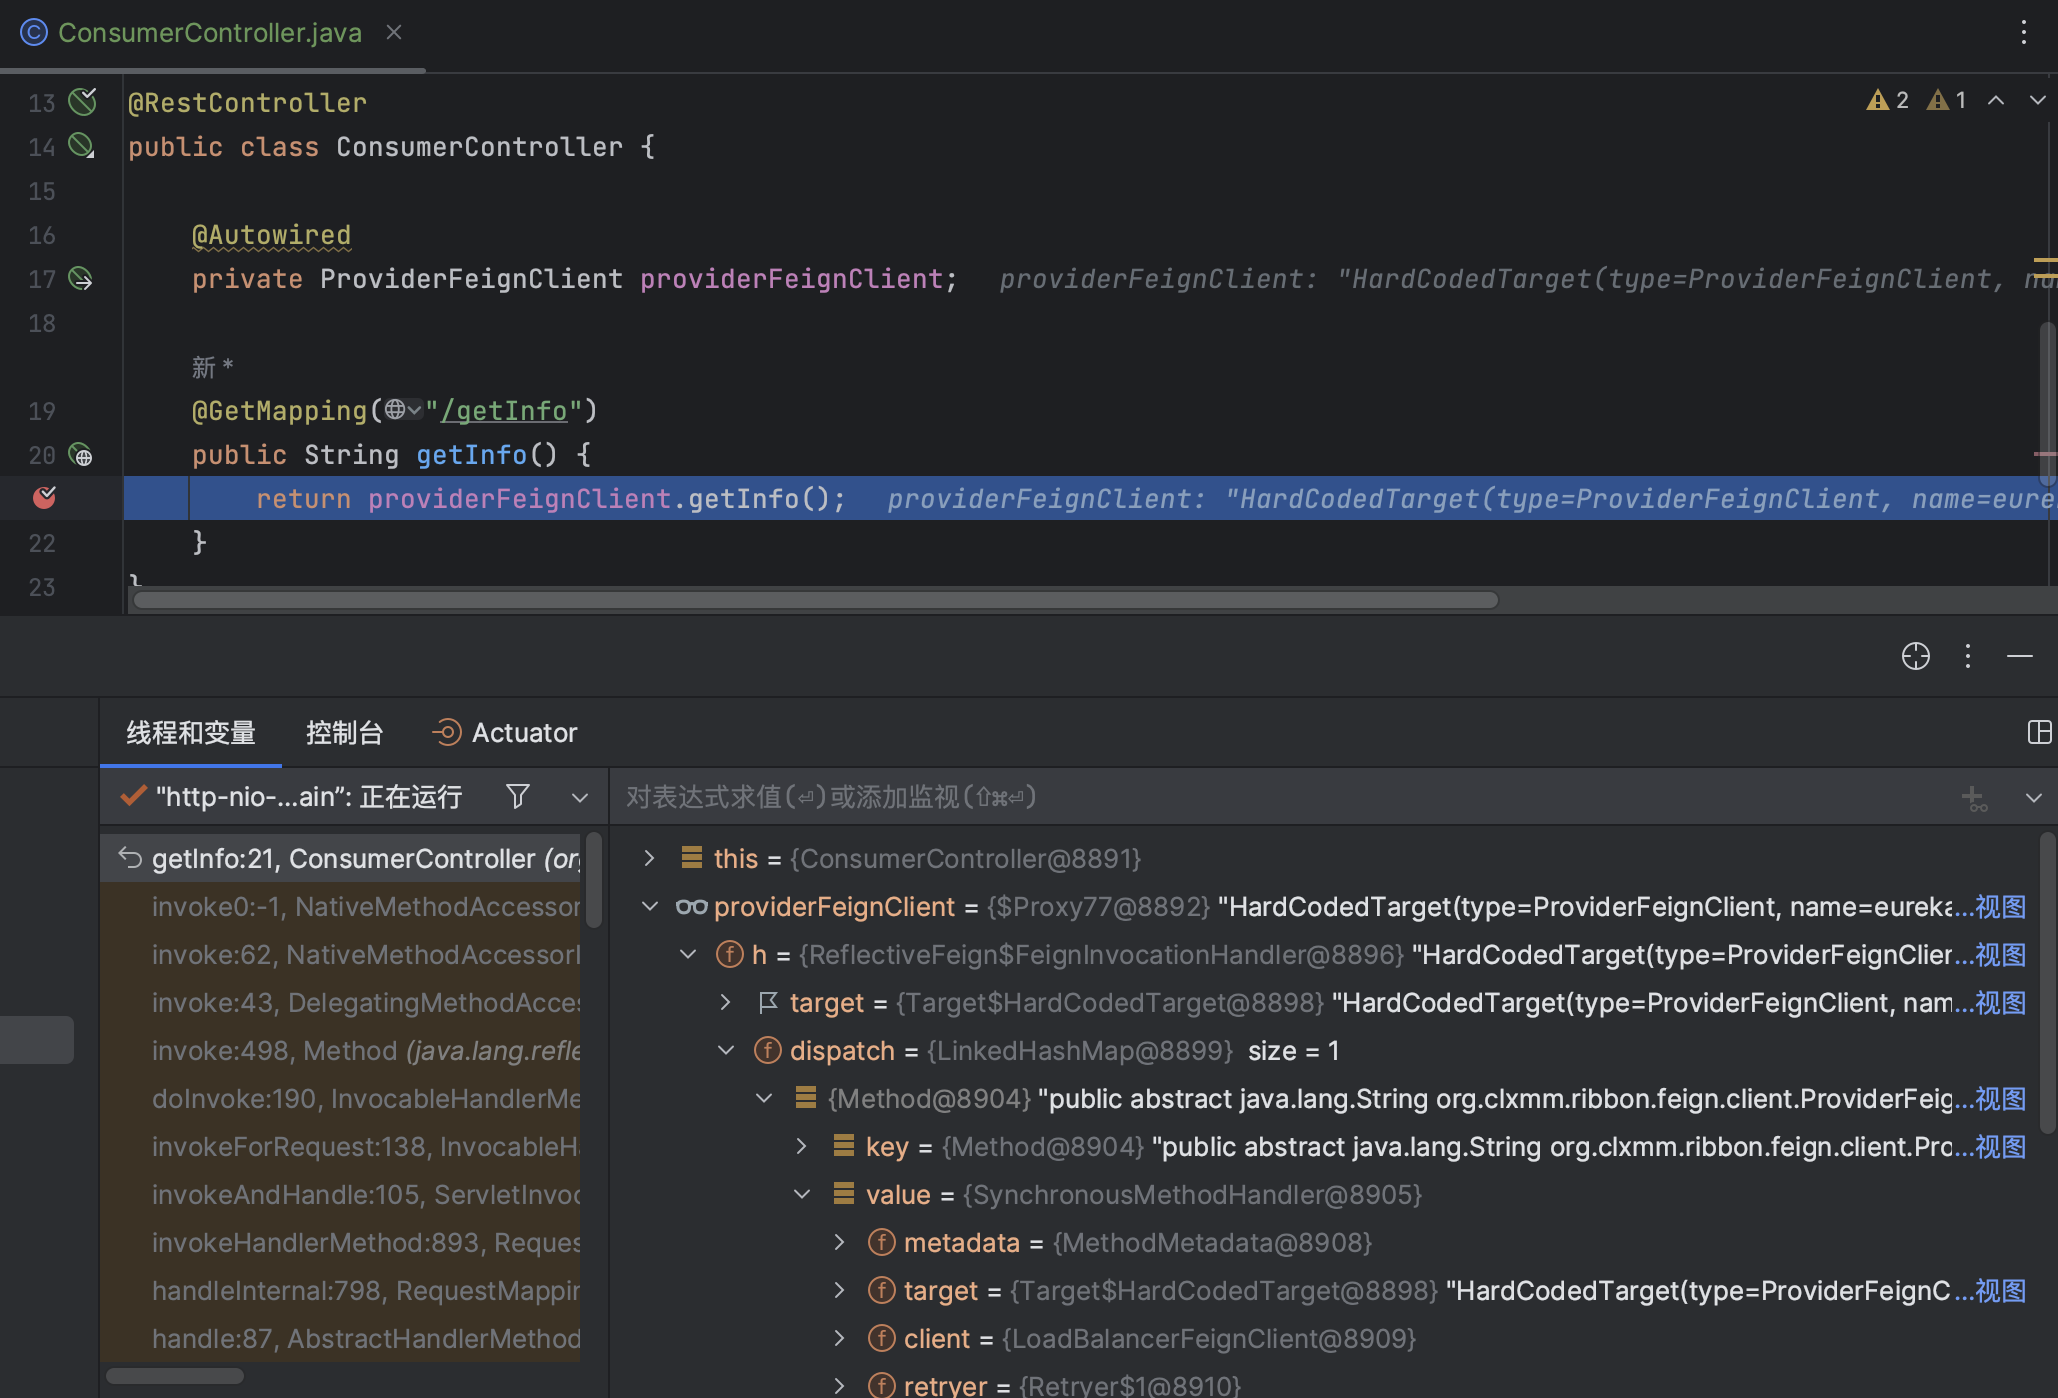 ConsumerController.java
13 @RestController
2 1
14 public class ConsumerController {
15
16 @Autowired
17 private ProviderFeignClient providerFeignClient; providerFeignClient: "HardCodedTarget(type=ProviderFeignClient, na
18
新 *
19 @GetMapping("/getInfo")
20 public String getInfo() {
return providerFeignClient.getInfo(); providerFeignClient: "HardCodedTarget(type=ProviderFeignClient, name=eure
22 }
23 }
线程和变量 控制台 Actuator
"http-nio-...ain": 正在运行
对表达式求值(⏎)或添加监视(⇧⌘⏎)
getInfo:21, ConsumerController (org
invoke0:-1, NativeMethodAccessor
invoke:62, NativeMethodAccessorI
invoke:43, DelegatingMethodAcces
invoke:498, Method (java.lang.refle
doInvoke:190, InvocableHandlerMe
invokeForRequest:138, InvocableHa
invokeAndHandle:105, ServletInvoc
invokeHandlerMethod:893, Reques
handleInternal:798, RequestMappin
handle:87, AbstractHandlerMethod
this = {ConsumerController@8891}
providerFeignClient = {$Proxy77@8892} "HardCodedTarget(type=ProviderFeignClient, name=eureka...视图
h = {ReflectiveFeign$FeignInvocationHandler@8896} "HardCodedTarget(type=ProviderFeignClier...视图
target = {Target$HardCodedTarget@8898} "HardCodedTarget(type=ProviderFeignClient, nam...视图
dispatch = {LinkedHashMap@8899} size = 1
{Method@8904} "public abstract java.lang.String org.clxmm.ribbon.feign.client.ProviderFeig...视图
key = {Method@8904} "public abstract java.lang.String org.clxmm.ribbon.feign.client.Pro...视图
value = {SynchronousMethodHandler@8905}
metadata = {MethodMetadata@8908}
target = {Target$HardCodedTarget@8898} "HardCodedTarget(type=ProviderFeignC...视图
client = {LoadBalancerFeignClient@8909}
retryer = {Retryer$1@8910}